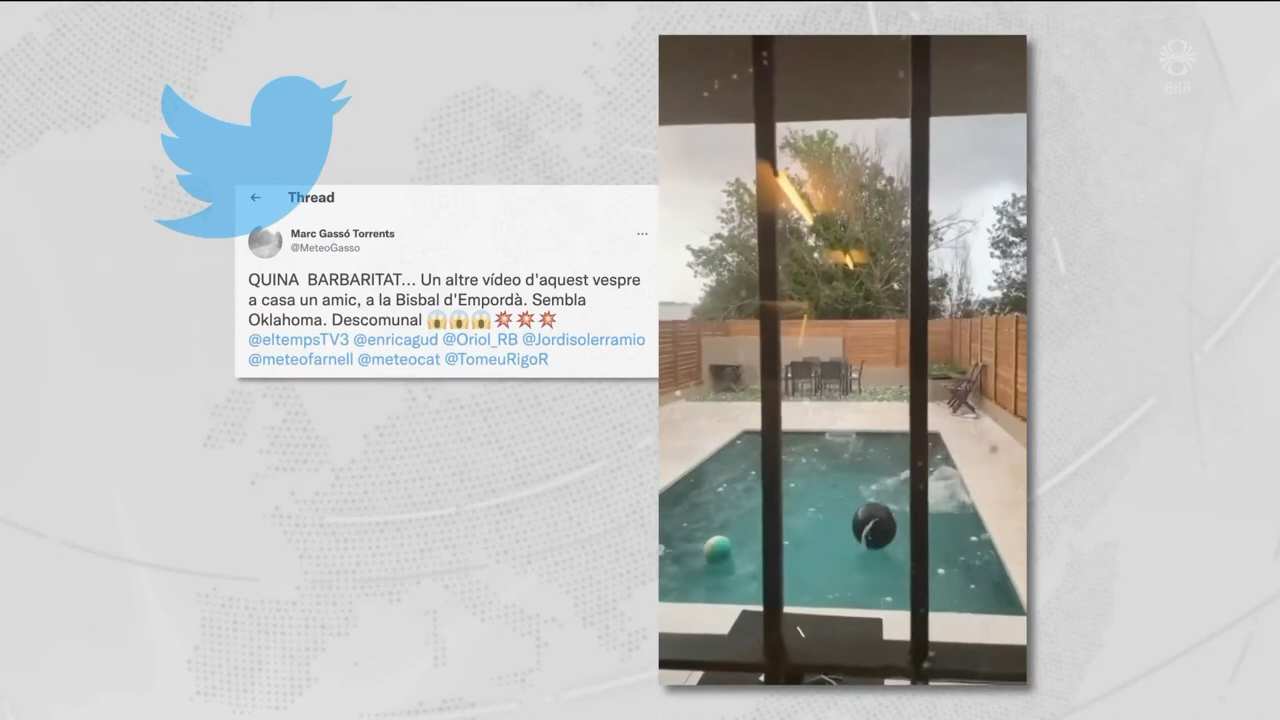 Thread
Marc Gassó Torrents
@MeteoGasso
QUINA BARBARITAT... Un altre vídeo d'aquest vespre
a casa un amic, a la Bisbal d'Empordà. Sembla
Oklahoma. Descomunal 😱😱😱💥💥💥
@eltempsTV3 @enricagud @Oriol_RB @Jordisolerramio
@meteofarnell @meteocat @TomeuRigoR
888